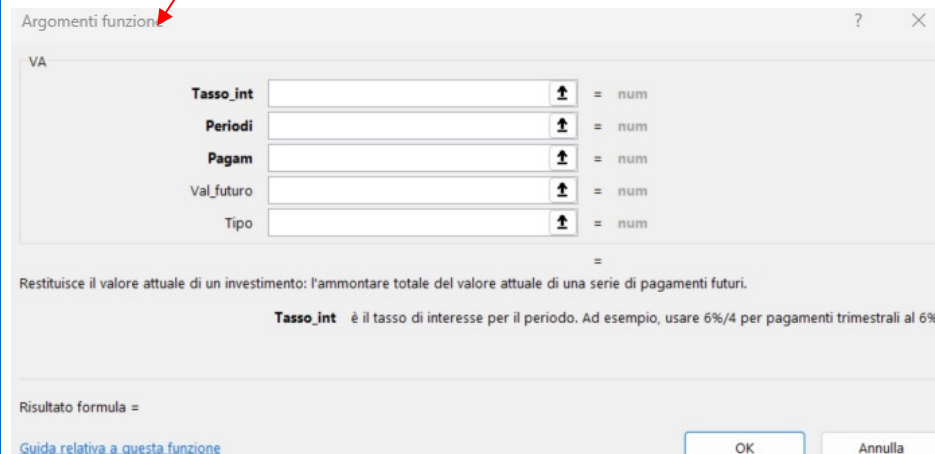 Argomenti funzione ?
VA
Tasso_int = num
Periodi = num
Pagam = num
Val_futuro = num
Tipo = num
=
Restituisce il valore attuale di un investimento: l'ammontare totale del valore attuale di una serie di pagamenti futuri.
Tasso_int è il tasso di interesse per il periodo. Ad esempio, usare 6%/4 per pagamenti trimestrali al 6%
Risultato formula =
Guida relativa a questa funzione OK Annulla